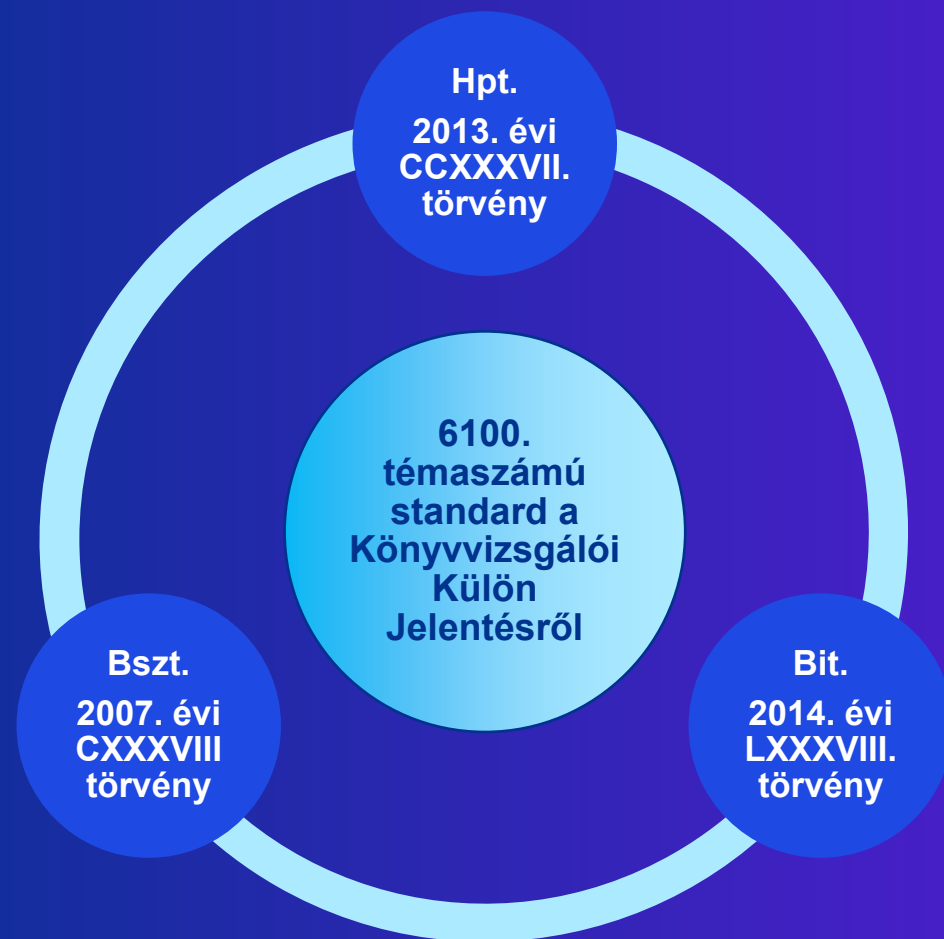 Hpt.
2013. évi
CCXXXVII.
törvény
6100.
témaszámú
standard a
Könyvvizsgálói
Külön
Jelentésről
Bszt.
2007. évi
CXXXVIII
törvény
Bit.
2014. évi
LXXXVIII.
törvény